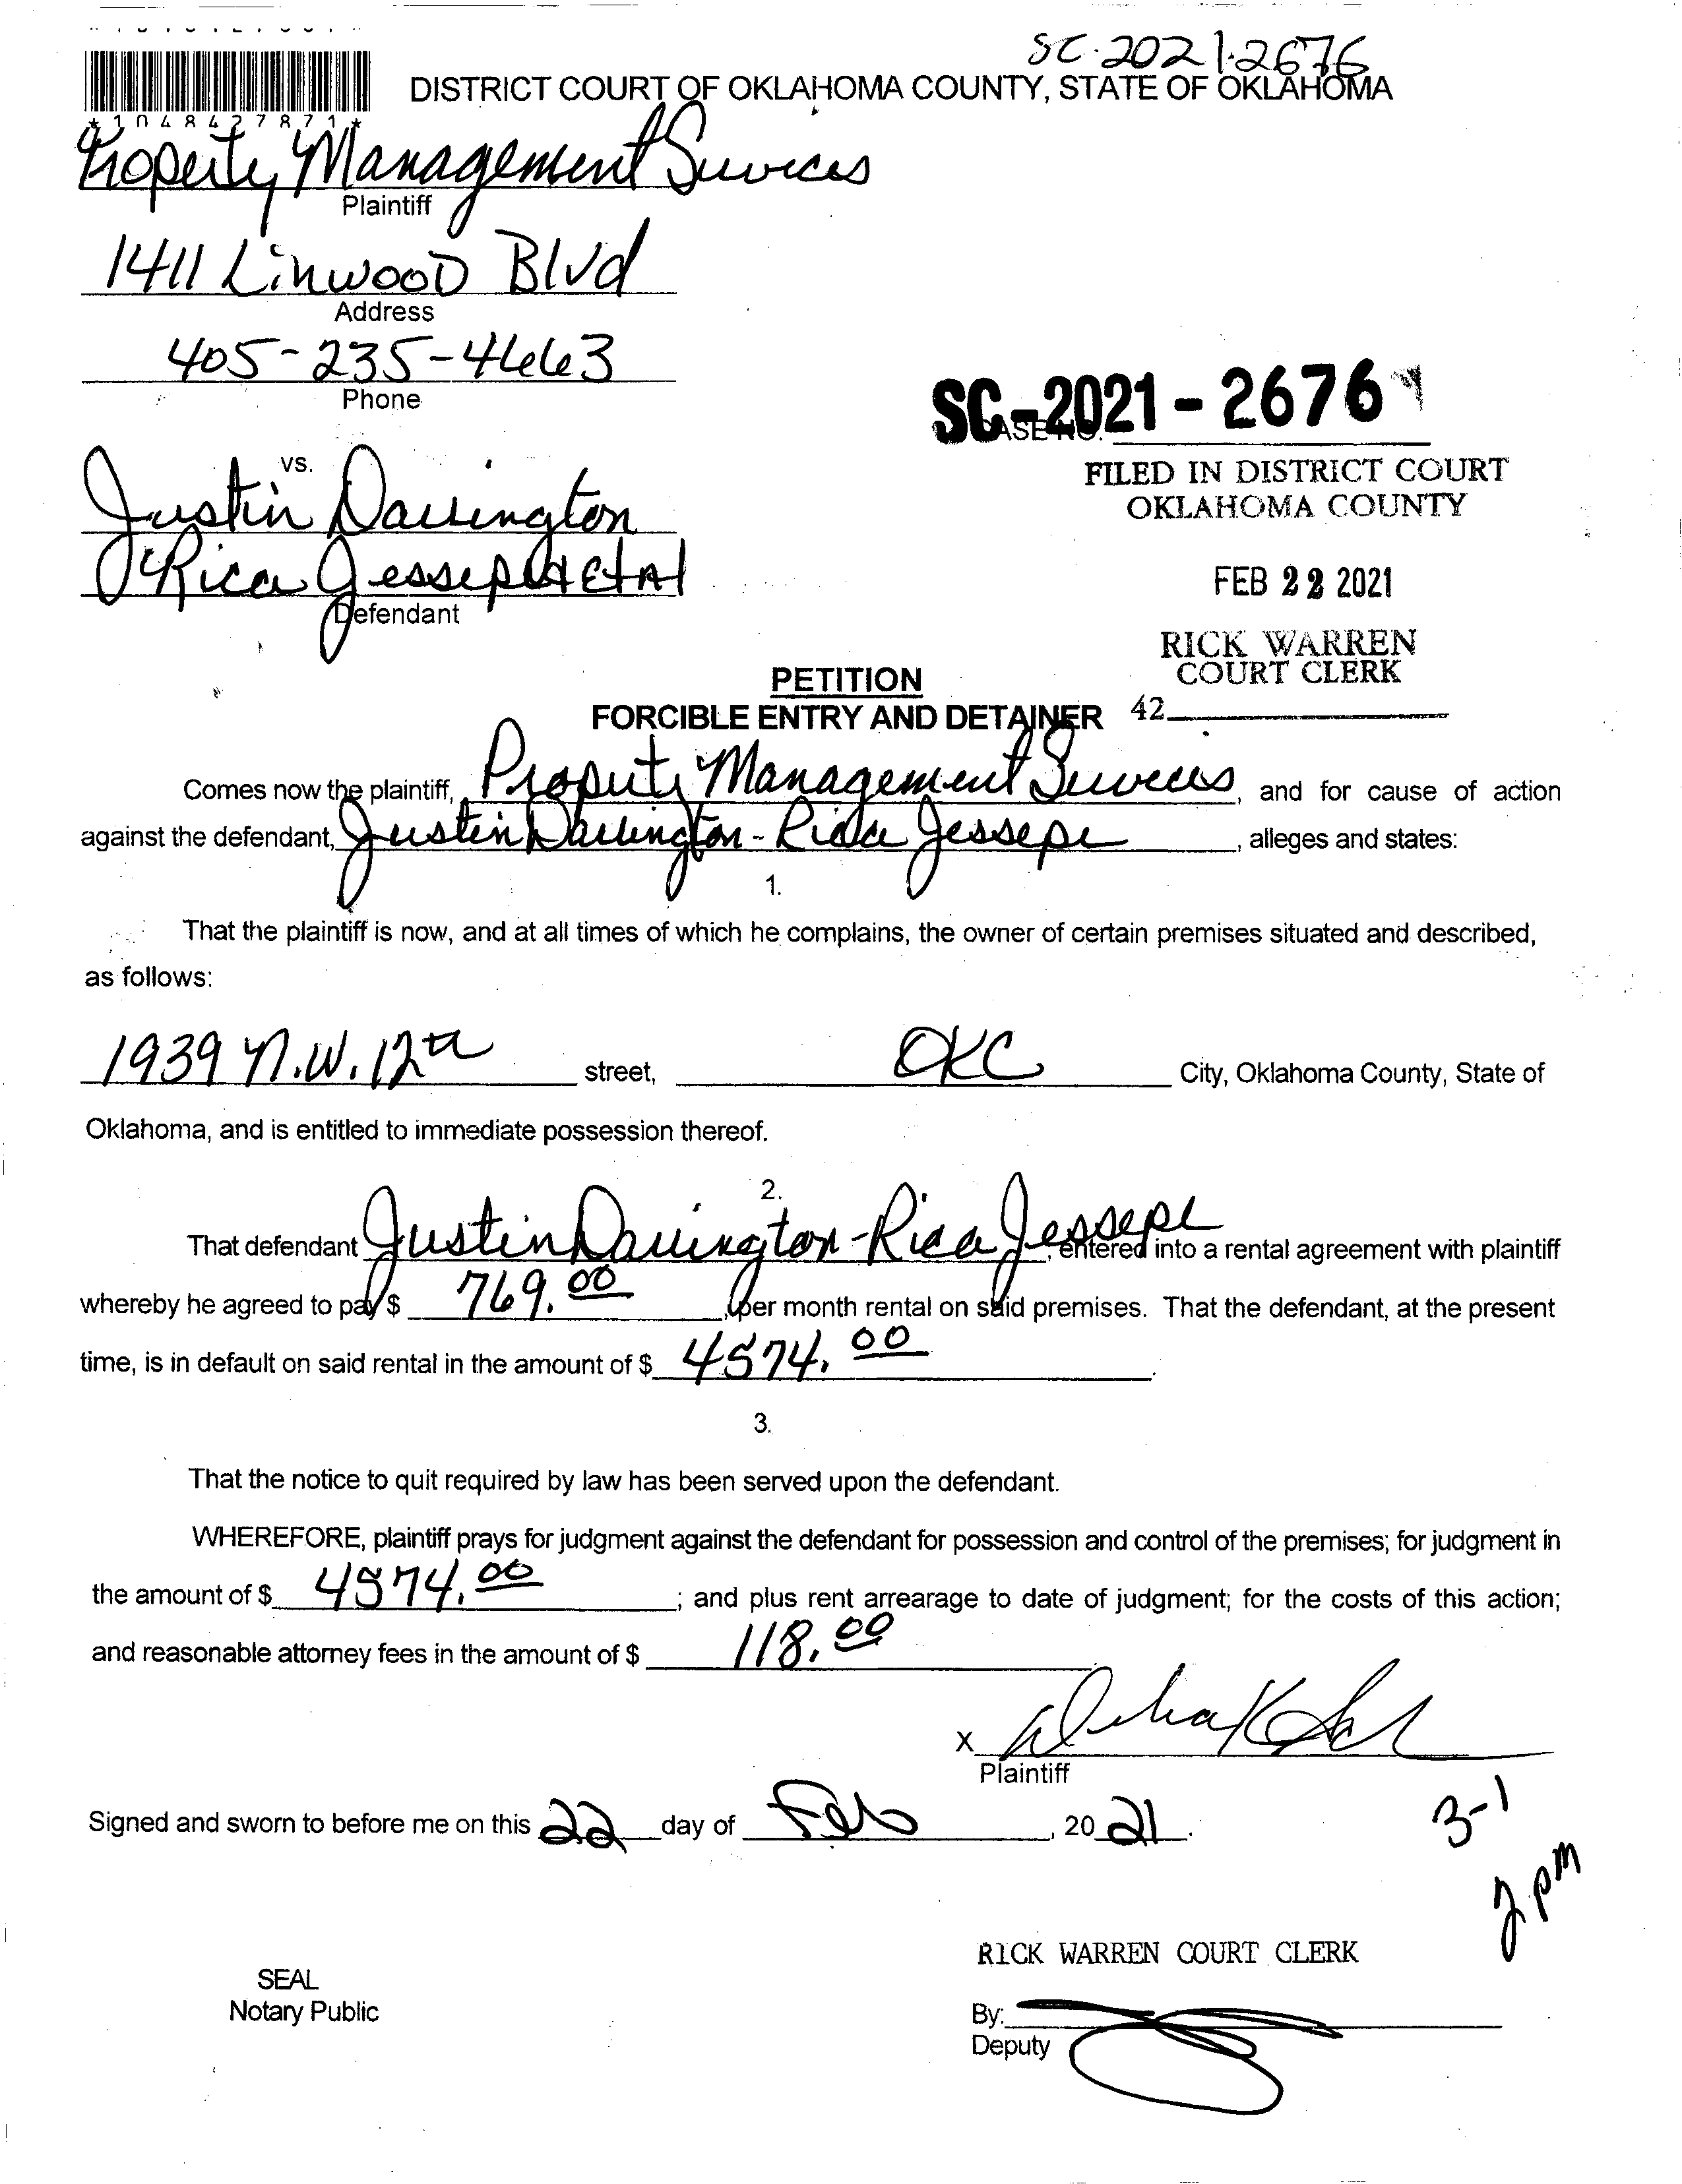 SC-2021-2676
DISTRICT COURT OF OKLAHOMA COUNTY, STATE OF OKLAHOMA
*1048427871*
Property Management Services
Plaintiff
1411 Linwood Blvd
Address
405-235-4663
Phone
SC-2021-2676
CASE NO.
vs.
FILED IN DISTRICT COURT
OKLAHOMA COUNTY
Justin Darrington
Rica Jessepe Et Al
Defendant
FEB 22 2021
RICK WARREN
COURT CLERK
42
PETITION
FORCIBLE ENTRY AND DETAINER
Comes now the plaintiff, Property Management Services, and for cause of action
against the defendant, Justin Darrington - Rica Jessepe, alleges and states:
1.
That the plaintiff is now, and at all times of which he complains, the owner of certain premises situated and described,
as follows:
1939 N.W. 12th street, OKC City, Oklahoma County, State of
Oklahoma, and is entitled to immediate possession thereof.
2.
That defendant Justin Darrington - Rica Jessepe, entered into a rental agreement with plaintiff
whereby he agreed to pay $ 769.00, per month rental on said premises. That the defendant, at the present
time, is in default on said rental in the amount of $ 4574.00.
3.
That the notice to quit required by law has been served upon the defendant.
WHEREFORE, plaintiff prays for judgment against the defendant for possession and control of the premises; for judgment in
the amount of $ 4574.00; and plus rent arrearage to date of judgment; for the costs of this action;
and reasonable attorney fees in the amount of $ 118.00
X
Plaintiff
Signed and sworn to before me on this 22 day of Feb, 2021.
3-1
2 pm
RICK WARREN COURT CLERK
SEAL
Notary Public
By:
Deputy